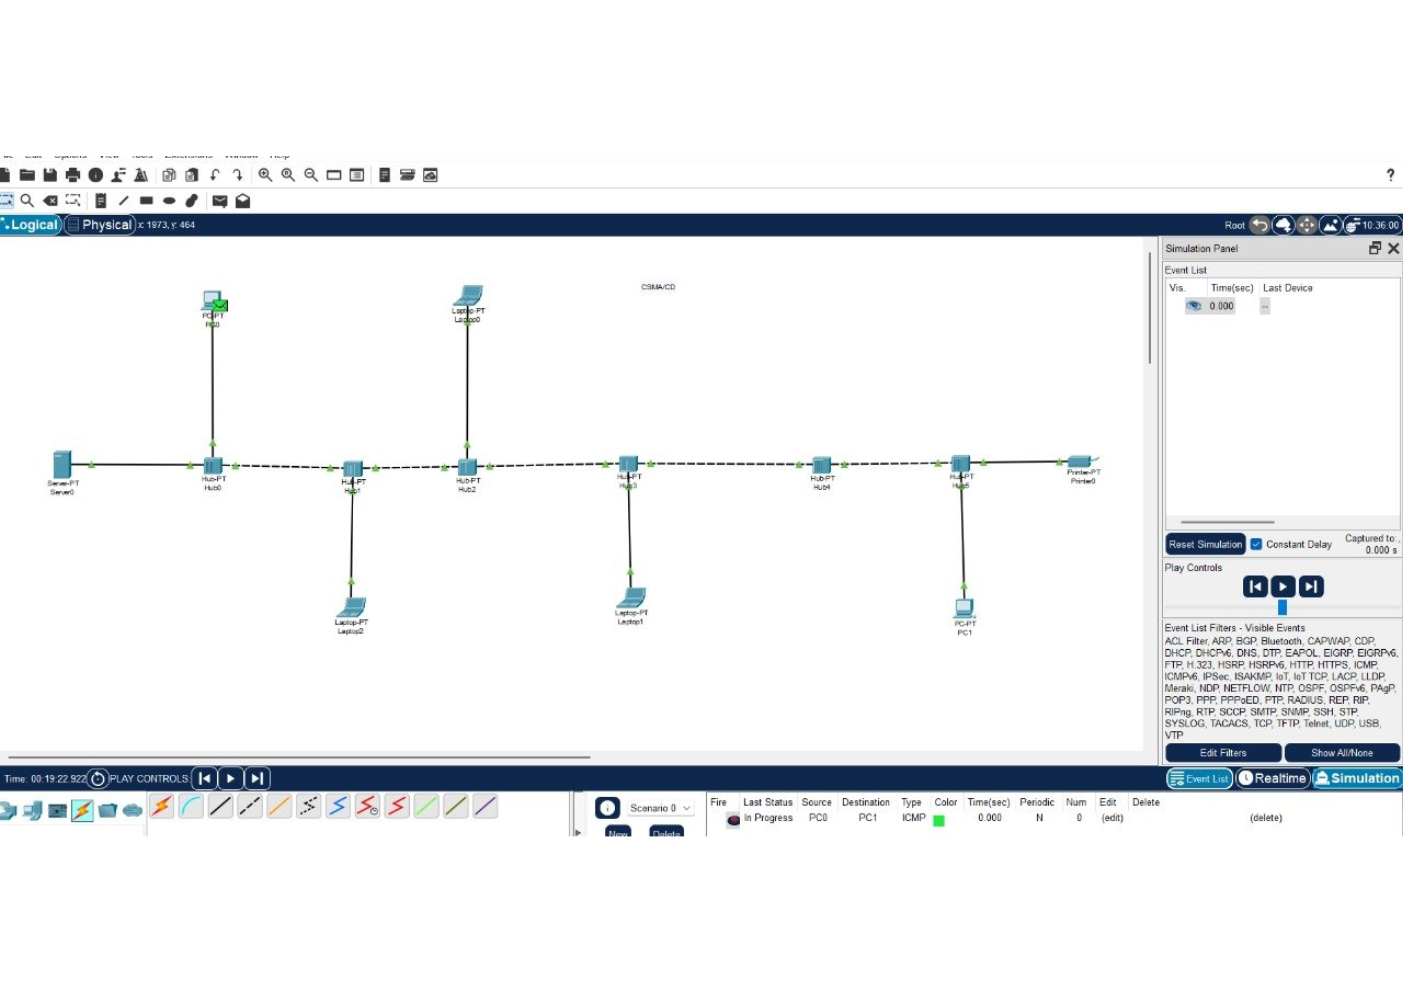 ?
Logical Physical x: 1973, y: 464 Root 10:36:00
Simulation Panel
Event List
Vis. Time(sec) Last Device
0.000 --
CSMA/CD
PC-PT
PC0
Laptop-PT
Laptop0
Server-PT
Server0
Hub-PT
Hub0
Hub-PT
Hub1
Hub-PT
Hub2
Hub-PT
Hub3
Hub-PT
Hub4
Hub-PT
Hub5
Printer-PT
Printer0
Laptop-PT
Laptop2
Laptop-PT
Laptop1
PC-PT
PC1
Reset Simulation Constant Delay Captured to:
0.000 s
Play Controls
Event List Filters - Visible Events
ACL Filter, ARP, BGP, Bluetooth, CAPWAP, CDP,
DHCP, DHCPv6, DNS, DTP, EAPOL, EIGRP, EIGRPv6,
FTP, H.323, HSRP, HSRPv6, HTTP, HTTPS, ICMP,
ICMPv6, IPSec, ISAKMP, IoT, IoT TCP, LACP, LLDP,
Meraki, NDP, NETFLOW, NTP, OSPF, OSPFv6, PAgP,
POP3, PPP, PPPoED, PTP, RADIUS, REP, RIP,
RIPng, RTP, SCCP, SMTP, SNMP, SSH, STP,
SYSLOG, TACACS, TCP, TFTP, Telnet, UDP, USB,
VTP
Edit Filters Show All/None
Time: 00:19:22.922 PLAY CONTROLS: Event List Realtime Simulation
Scenario 0
New Delete
Fire Last Status Source Destination Type Color Time(sec) Periodic Num Edit Delete
In Progress PC0 PC1 ICMP 0.000 N 0 (edit) (delete)